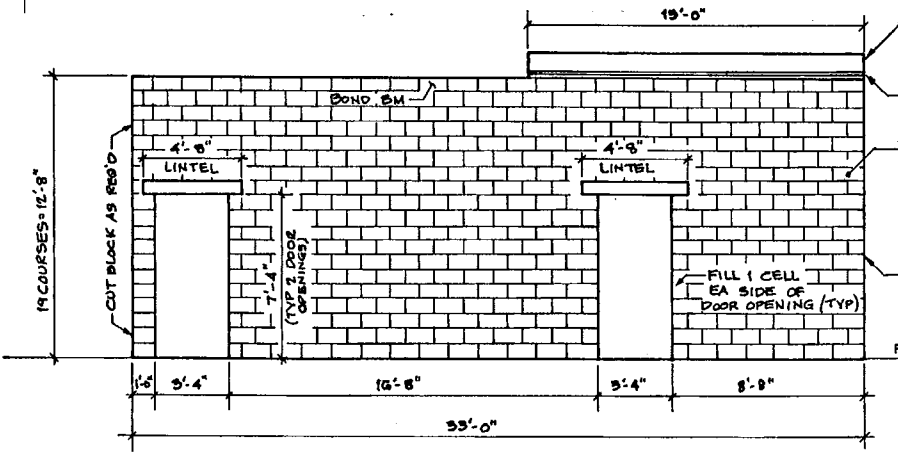 15'-0"
BOND BM
4'-8"
LINTEL
4'-8"
LINTEL
19 COURSES = 12'-8"
CUT BLOCK AS REQ'D
7'-4"
(TYP 2 DOOR
OPENINGS)
FILL 1 CELL
EA SIDE OF
DOOR OPENING (TYP)
1'-0"
3'-4"
16'-8"
3'-4"
8'-8"
33'-0"